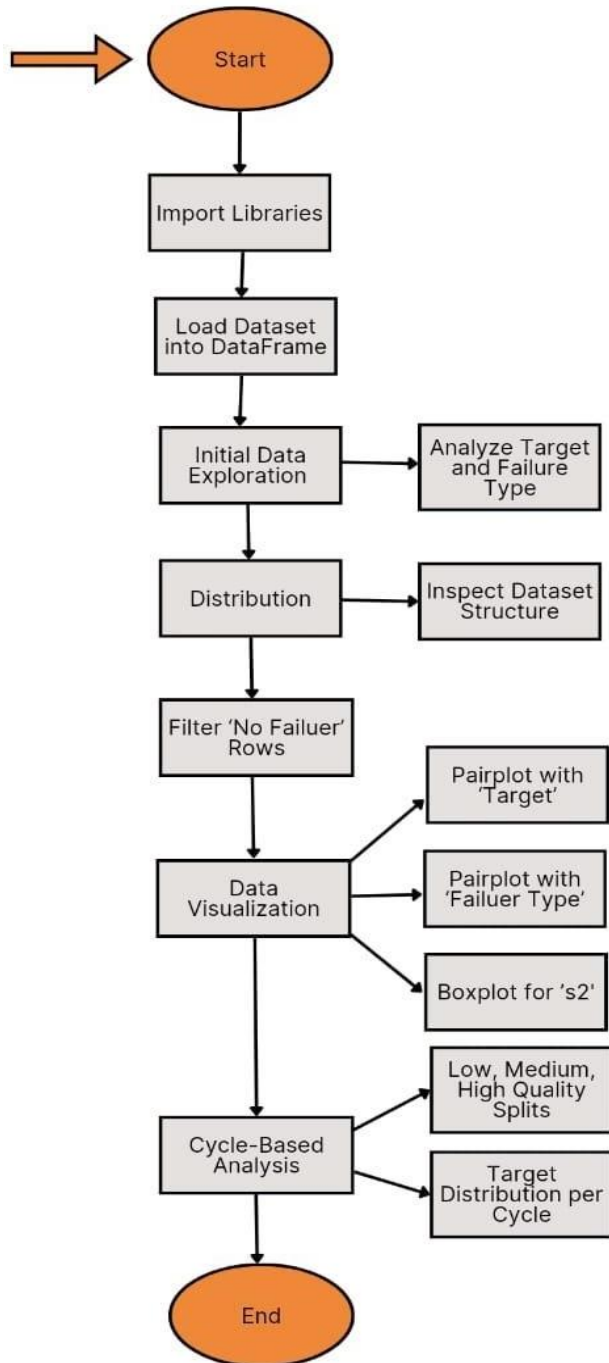 Start
Import Libraries
Load Dataset
into DataFrame
Initial Data
Exploration
Analyze Target
and Failure
Type
Distribution
Inspect Dataset
Structure
Filter ‘No Failuer’
Rows
Data
Visualization
Pairplot with
‘Target’
Pairplot with
‘Failuer Type’
Boxplot for ’s2'
Cycle-Based
Analysis
Low, Medium,
High Quality
Splits
Target
Distribution per
Cycle
End